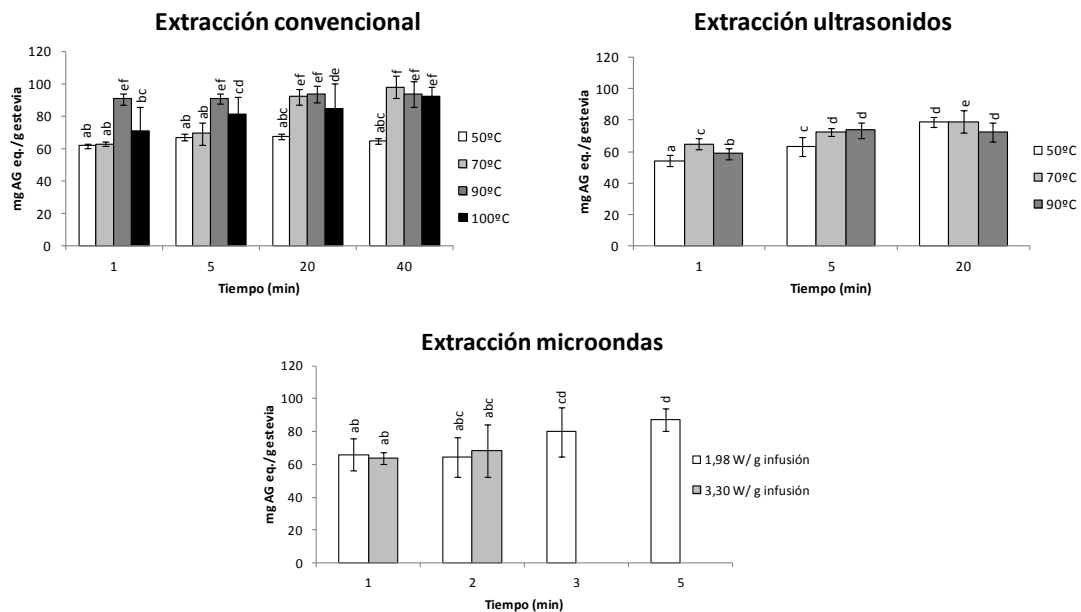 Extracción convencional
mg AG eq./ g estevia
120
100
80
60
40
20
0
ab
ab
ef
bc
ab
ab
ef
cd
abc
ef
ef
de
abc
f
ef
ef
1
5
20
40
Tiempo (min)
50ºC
70ºC
90ºC
100ºC
Extracción ultrasonidos
mg AG eq./ g estevia
120
100
80
60
40
20
0
a
c
b
c
d
d
d
e
d
1
5
20
Tiempo (min)
50ºC
70ºC
90ºC
Extracción microondas
mg AG eq./ g estevia
120
100
80
60
40
20
0
ab
ab
abc
abc
cd
d
1
2
3
5
Tiempo (min)
1,98 W/ g infusión
3,30 W/ g infusión